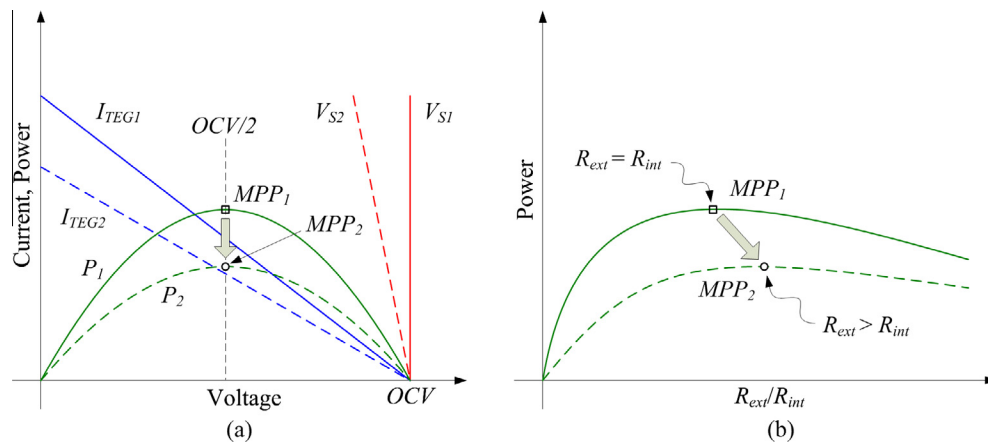 I_TEG1
OCV/2
V_S2
V_S1
MPP_1
I_TEG2
MPP_2
P_1
P_2
Current, Power
Voltage
OCV
(a)
R_ext = R_int
MPP_1
MPP_2
R_ext > R_int
Power
R_ext/R_int
(b)